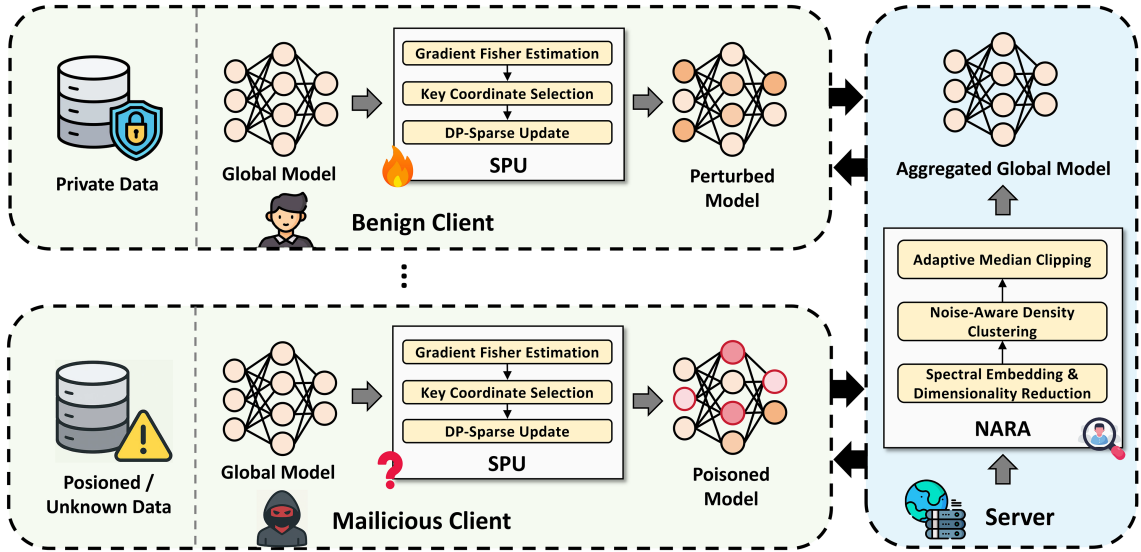 Private Data
Global Model
Gradient Fisher Estimation
Key Coordinate Selection
DP-Sparse Update
SPU
Perturbed
Model
Benign Client
Posioned /
Unknown Data
Global Model
Gradient Fisher Estimation
Key Coordinate Selection
DP-Sparse Update
SPU
?
Poisoned
Model
Mailicious Client
Aggregated Global Model
Adaptive Median Clipping
Noise-Aware Density
Clustering
Spectral Embedding &
Dimensionality Reduction
NARA
Server